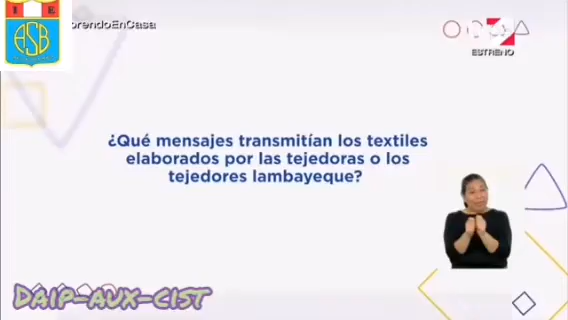 I E
ASB
prendoEnCasa
ESTRENO
¿Qué mensajes transmitían los textiles
elaborados por las tejedoras o los
tejedores lambayeque?
DAIP-AUX-CIST